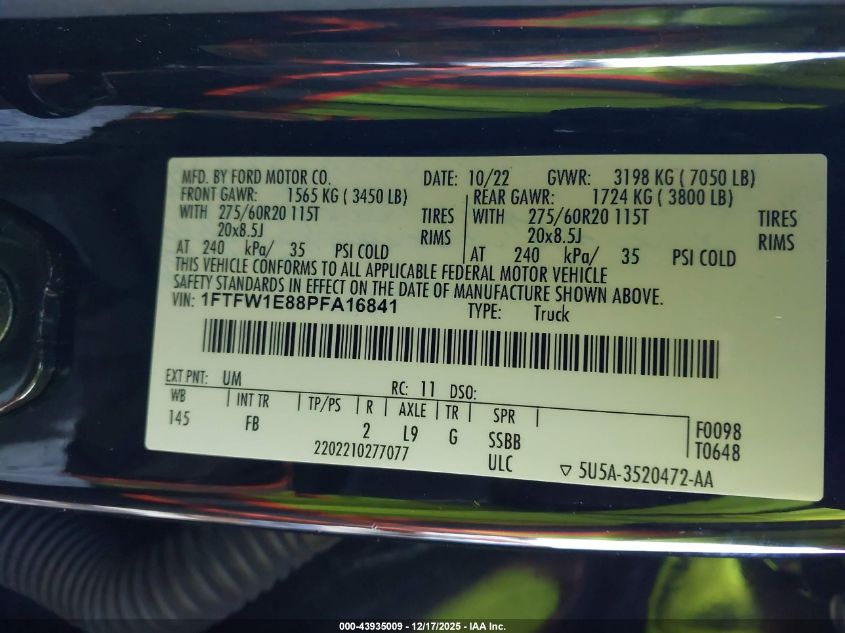 MFD. BY FORD MOTOR CO. DATE: 10/22 GVWR: 3198 KG ( 7050 LB)
FRONT GAWR: 1565 KG ( 3450 LB) REAR GAWR: 1724 KG ( 3800 LB)
WITH 275/60R20 115T TIRES WITH 275/60R20 115T TIRES
20x8.5J RIMS 20x8.5J RIMS
AT 240 kPa/ 35 PSI COLD AT 240 kPa/ 35 PSI COLD
THIS VEHICLE CONFORMS TO ALL APPLICABLE FEDERAL MOTOR VEHICLE
SAFETY STANDARDS IN EFFECT ON THE DATE OF MANUFACTURE SHOWN ABOVE.
VIN: 1FTFW1E88PFA16841 TYPE: Truck
EXT PNT: UM RC: 11 DSO:
WB INT TR TP/PS R AXLE TR SPR
145 FB 2 L9 G SSBB F0098
2202210277077 ULC T0648
5U5A-3520472-AA
000-43935009 - 12/17/2025 - IAA Inc.